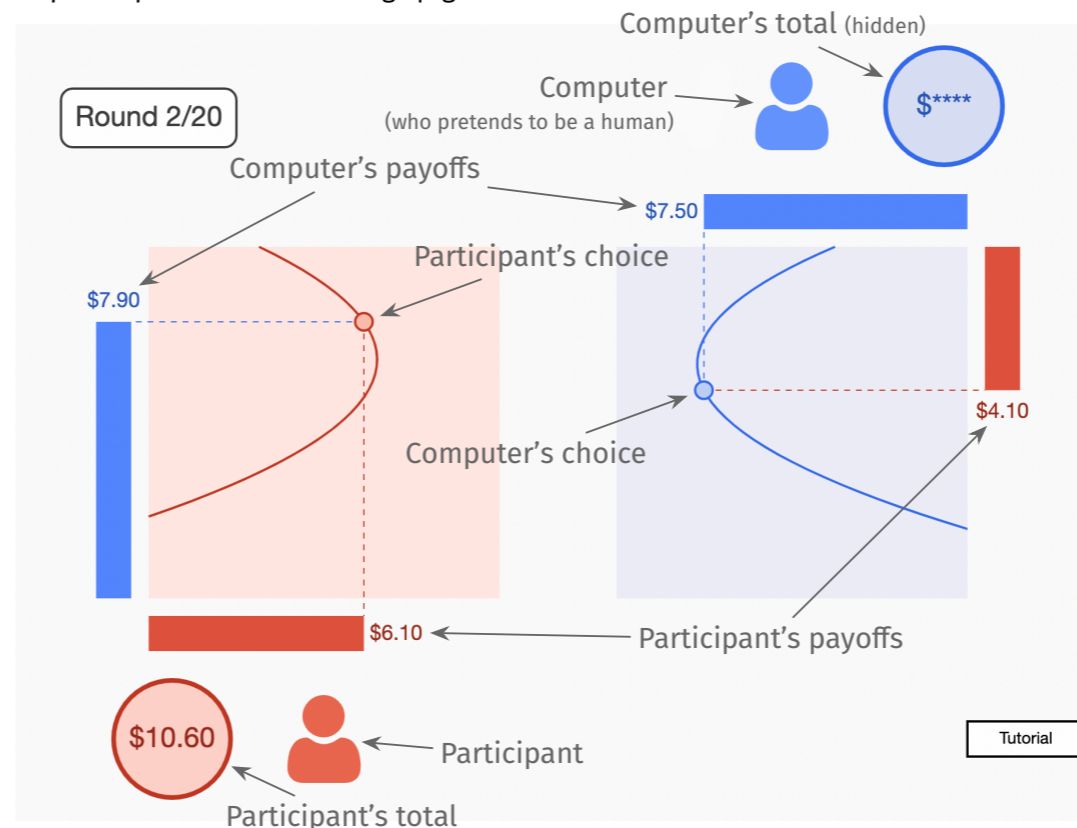 Computer's total (hidden)
Computer
(who pretends to be a human)
$****
Round 2/20
Computer's payoffs
$7.50
Participant's choice
$7.90
$4.10
Computer's choice
$6.10
Participant's payoffs
$10.60
Participant
Tutorial
Participant's total